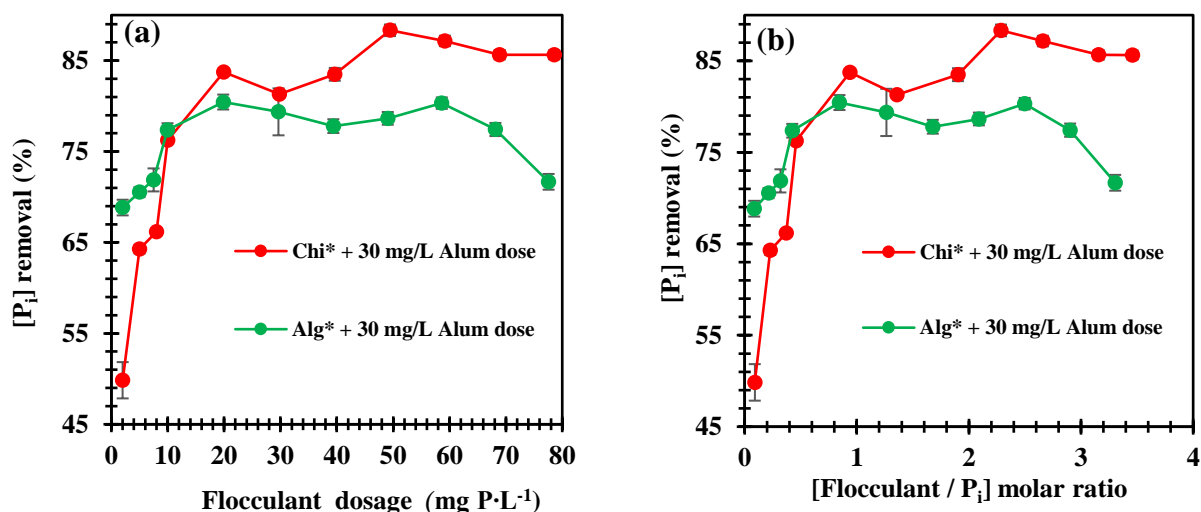 (a)
[Pi] removal (%)
85
75
65
55
45
0 10 20 30 40 50 60 70 80
Flocculant dosage (mg P·L⁻¹)
Chi* + 30 mg/L Alum dose
Alg* + 30 mg/L Alum dose
(b)
[Pi] removal (%)
85
75
65
55
45
0 1 2 3 4
[Flocculant / Pi] molar ratio
Chi* + 30 mg/L Alum dose
Alg* + 30 mg/L Alum dose